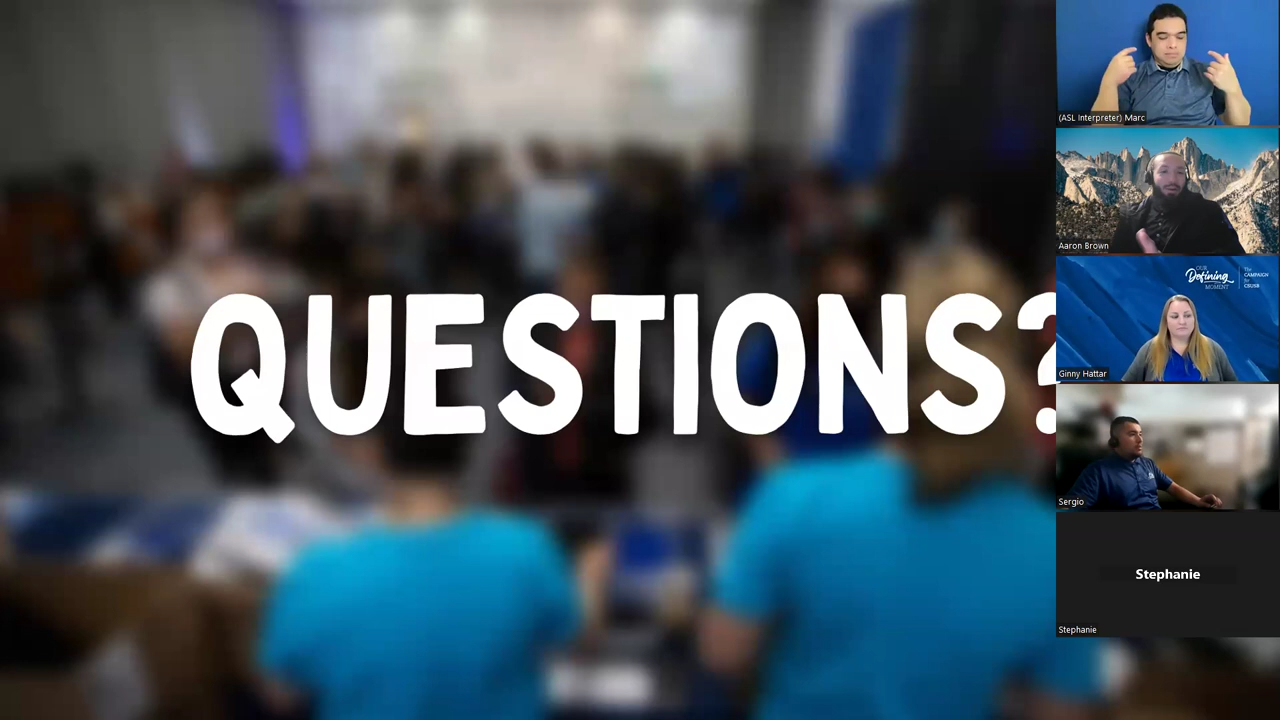 QUESTIONS?
(ASL Interpreter) Marc
Aaron Brown
OUR
Defining
MOMENT
The
CAMPAIGN
for
CSUSB
Ginny Hattar
Sergio
Stephanie
Stephanie